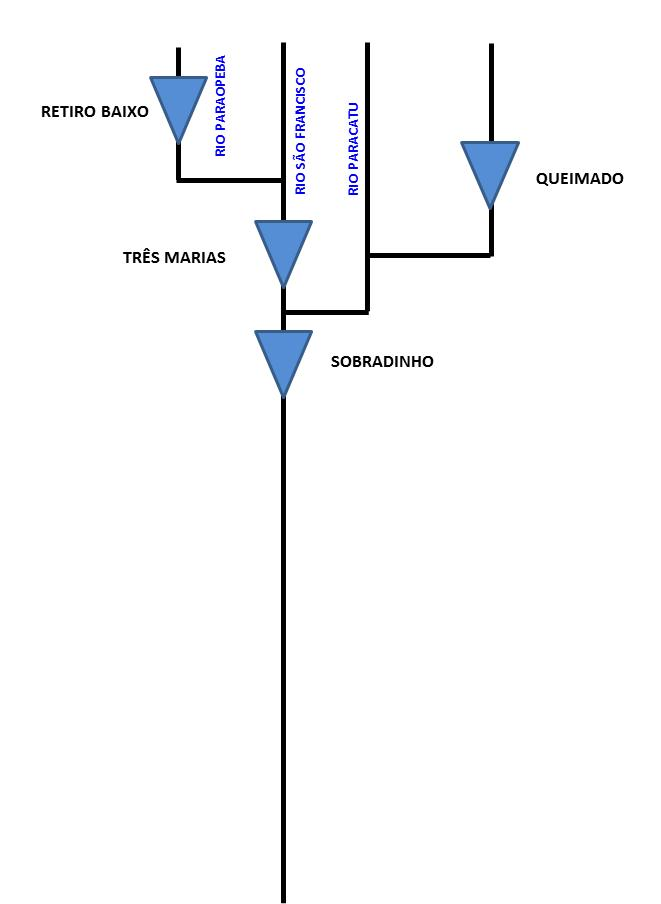 RETIRO BAIXO
RIO PARAOPEBA
RIO SÃO FRANCISCO
RIO PARACATU
QUEIMADO
TRÊS MARIAS
SOBRADINHO